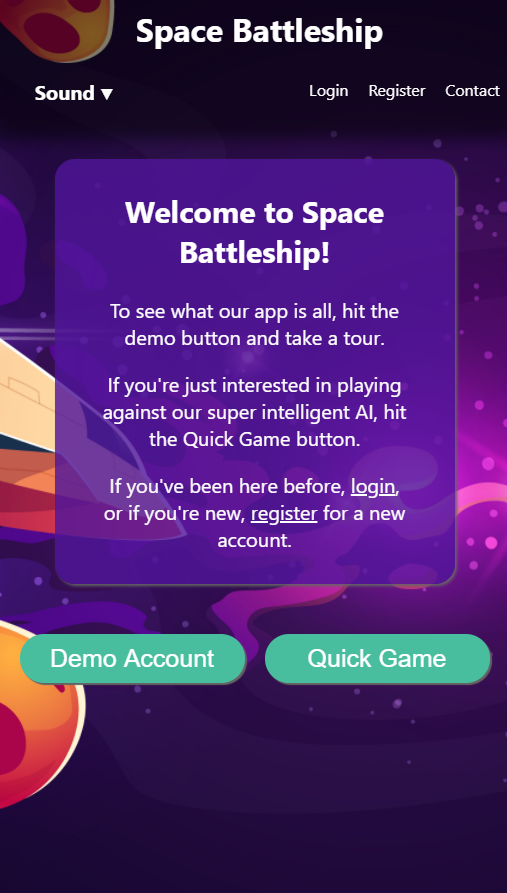 Space Battleship
Sound ▼
Login Register Contact
Welcome to Space
Battleship!
To see what our app is all, hit the
demo button and take a tour.
If you're just interested in playing
against our super intelligent AI, hit
the Quick Game button.
If you've been here before, login,
or if you're new, register for a new
account.
Demo Account
Quick Game